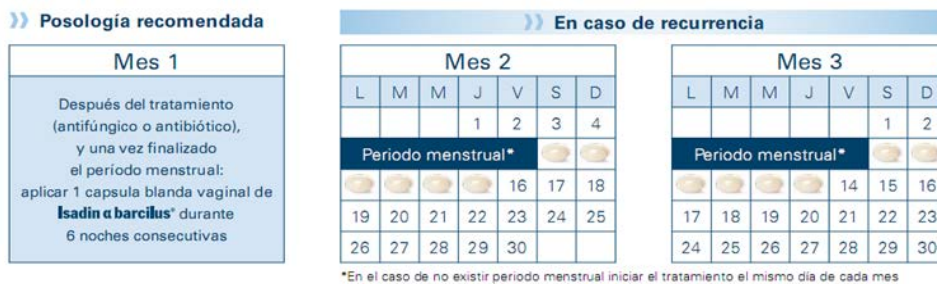 Posología recomendada
Mes 1
Después del tratamiento
(antifúngico o antibiótico),
y una vez finalizado
el período menstrual:
aplicar 1 capsula blanda vaginal de
Isadin α barcilus® durante
6 noches consecutivas
En caso de recurrencia
Mes 2
L M M J V S D
1 2 3 4
Periodo menstrual*
16 17 18
19 20 21 22 23 24 25
26 27 28 29 30
Mes 3
L M M J V S D
1 2
Periodo menstrual*
14 15 16
17 18 19 20 21 22 23
24 25 26 27 28 29 30
*En el caso de no existir periodo menstrual iniciar el tratamiento el mismo día de cada mes